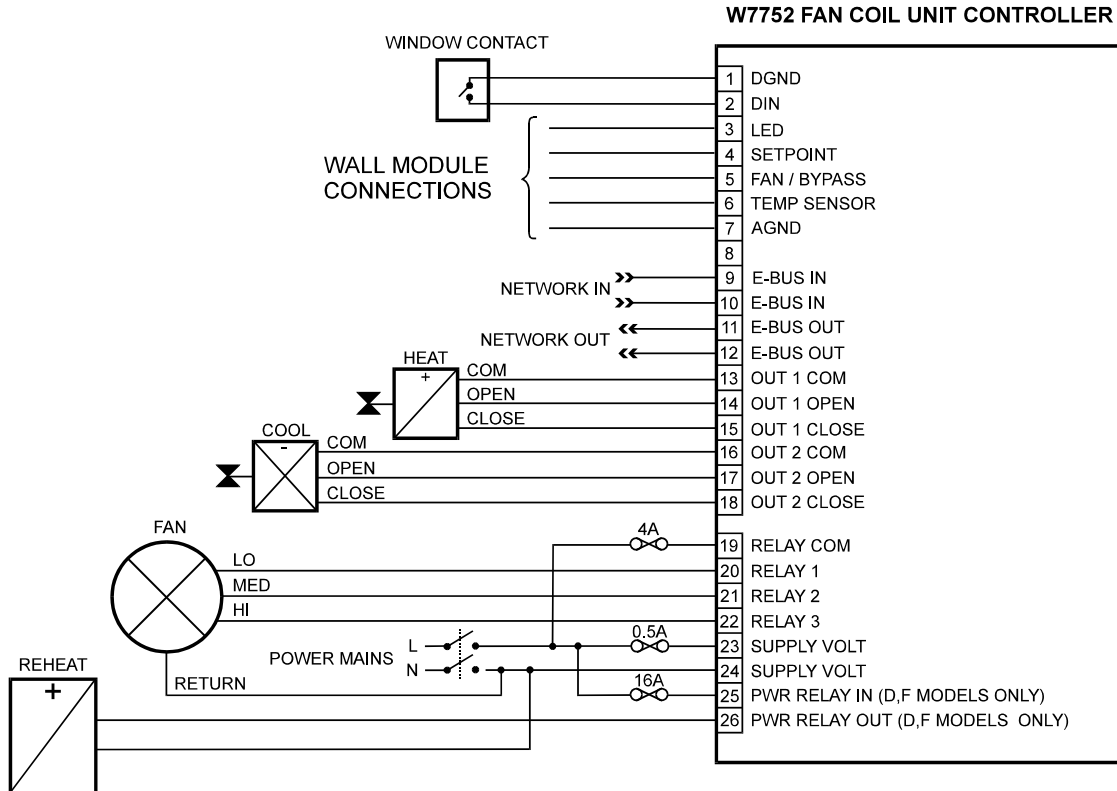 W7752 FAN COIL UNIT CONTROLLER
WINDOW CONTACT
1 DGND
2 DIN
3 LED
WALL MODULE
CONNECTIONS
4 SETPOINT
5 FAN / BYPASS
6 TEMP SENSOR
7 AGND
8
NETWORK IN
9 E-BUS IN
10 E-BUS IN
NETWORK OUT
11 E-BUS OUT
12 E-BUS OUT
HEAT
+
COM
13 OUT 1 COM
OPEN
14 OUT 1 OPEN
CLOSE
15 OUT 1 CLOSE
COOL
-
COM
16 OUT 2 COM
OPEN
17 OUT 2 OPEN
CLOSE
18 OUT 2 CLOSE
FAN
4A
19 RELAY COM
LO
20 RELAY 1
MED
21 RELAY 2
HI
22 RELAY 3
POWER MAINS
L
0.5A
23 SUPPLY VOLT
N
24 SUPPLY VOLT
REHEAT
+
RETURN
16A
25 PWR RELAY IN (D,F MODELS ONLY)
26 PWR RELAY OUT (D,F MODELS ONLY)